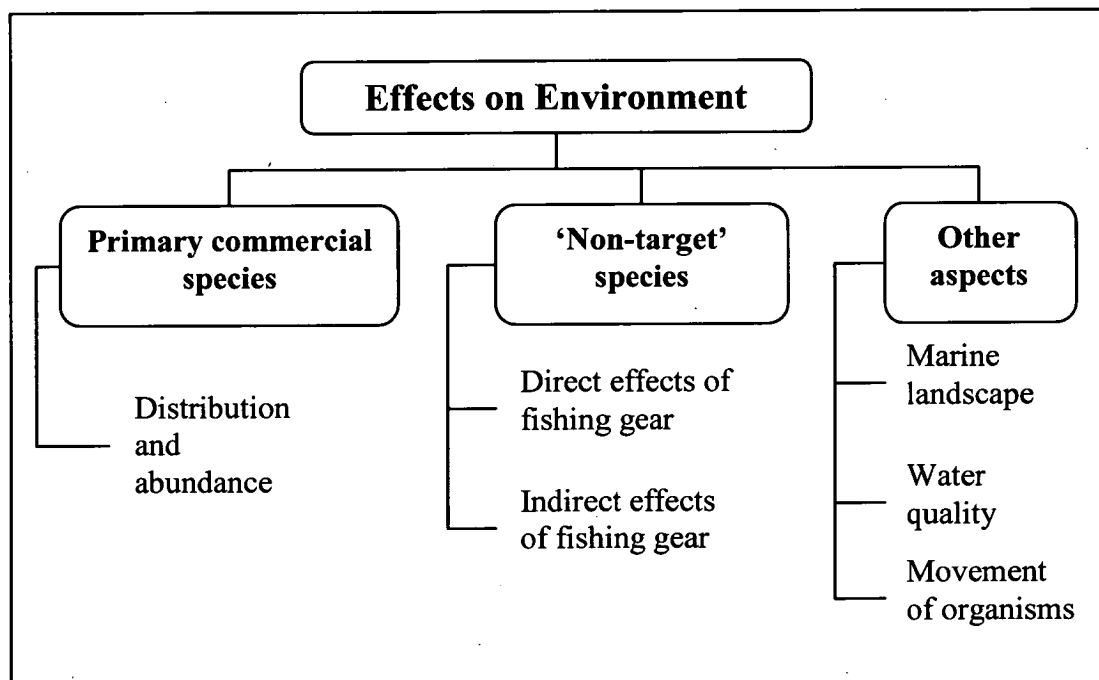 Effects on Environment
Primary commercial
species
Distribution
and
abundance
‘Non-target’
species
Direct effects of
fishing gear
Indirect effects
of fishing gear
Other
aspects
Marine
landscape
Water
quality
Movement
of organisms